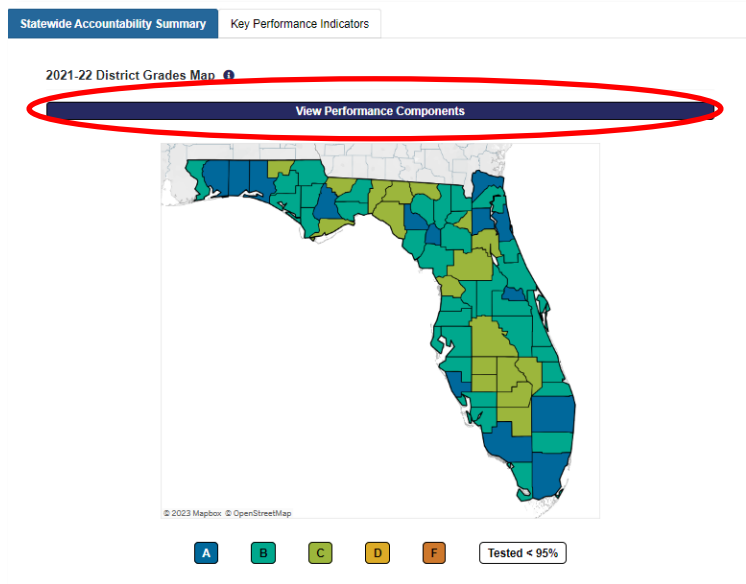 Statewide Accountability Summary
Key Performance Indicators
2021-22 District Grades Map
View Performance Components
© 2023 Mapbox © OpenStreetMap
A B C D F Tested < 95%